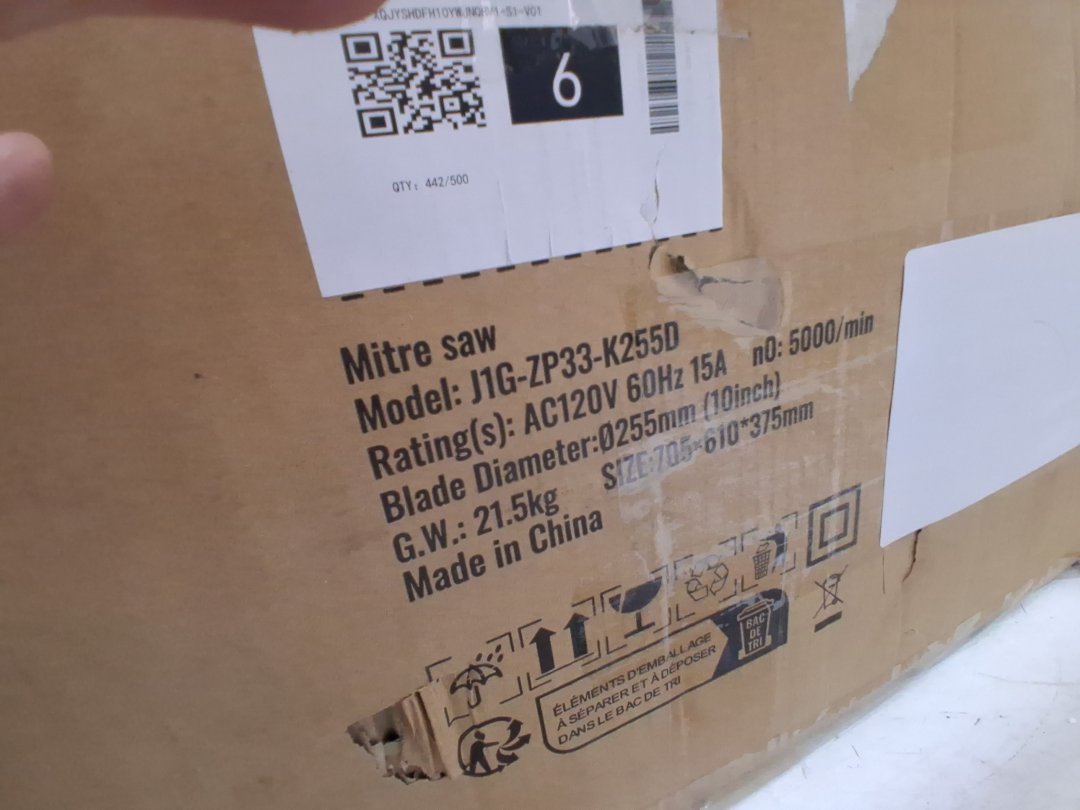 6
QTY: 442/500
Mitre saw
Model: J1G-ZP33-K255D
Rating(s): AC120V 60Hz 15A n0: 5000/min
Blade Diameter:Ø255mm (10inch)
G.W.: 21.5kg SIZE:705*610*375mm
Made in China
BAC
DE
TRI
ÉLÉMENTS D'EMBALLAGE
À SÉPARER ET À DÉPOSER
DANS LE BAC DE TRI